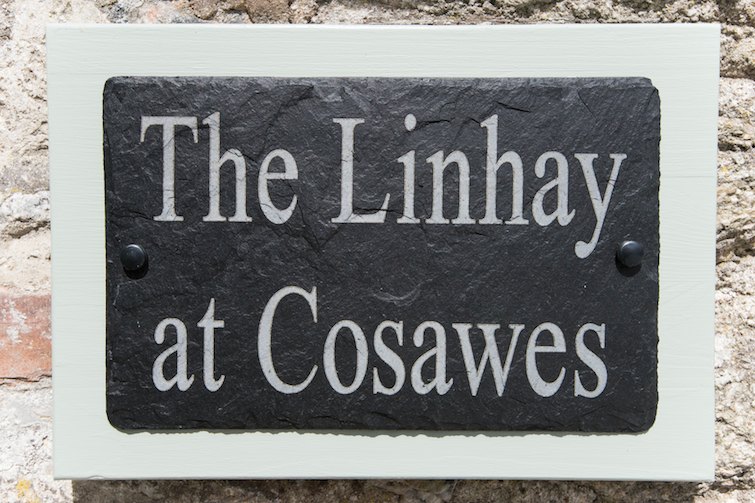 The Linhay
at Cosawes